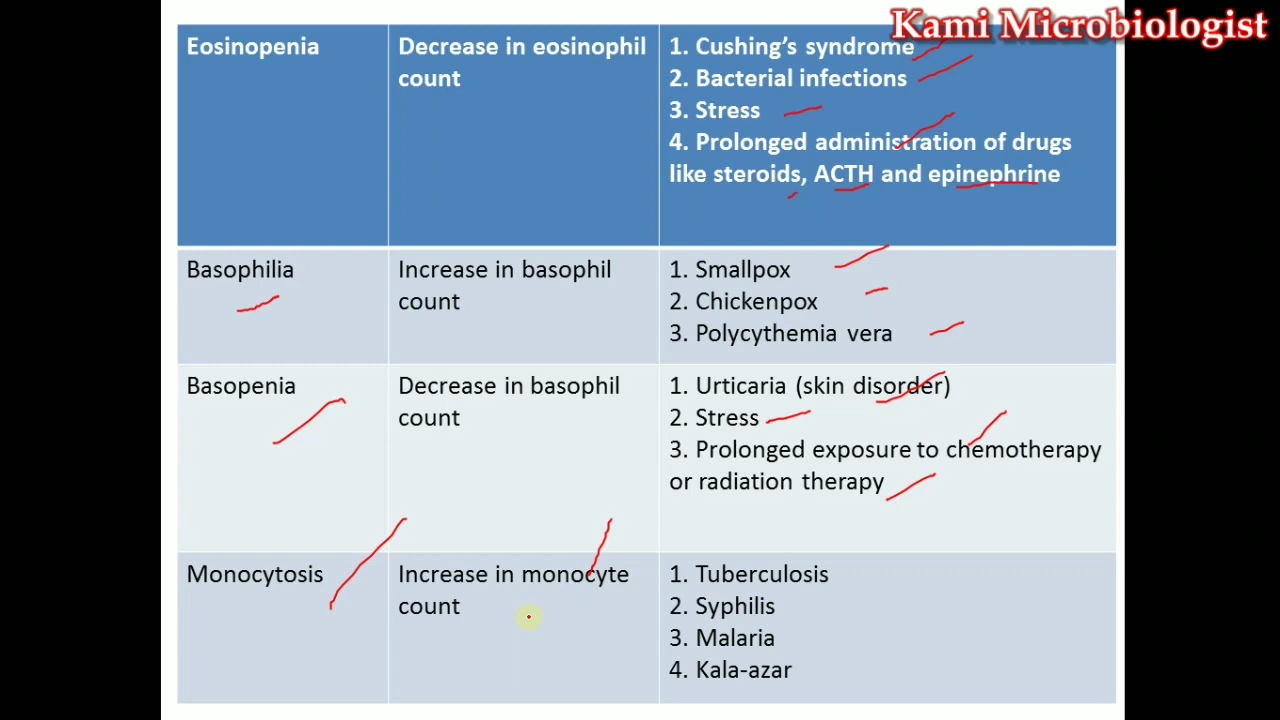 Kami Microbiologist
Eosinopenia
Decrease in eosinophil
count
1. Cushing’s syndrome
2. Bacterial infections
3. Stress
4. Prolonged administration of drugs
like steroids, ACTH and epinephrine
Basophilia
Increase in basophil
count
1. Smallpox
2. Chickenpox
3. Polycythemia vera
Basopenia
Decrease in basophil
count
1. Urticaria (skin disorder)
2. Stress
3. Prolonged exposure to chemotherapy
or radiation therapy
Monocytosis
Increase in monocyte
count
1. Tuberculosis
2. Syphilis
3. Malaria
4. Kala-azar